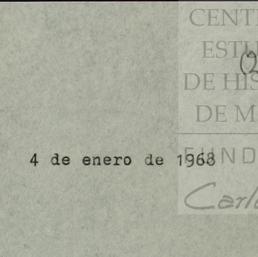 CENT
ESTU
DE HIS
DE M
FUND
Carl
4 de enero de 1968